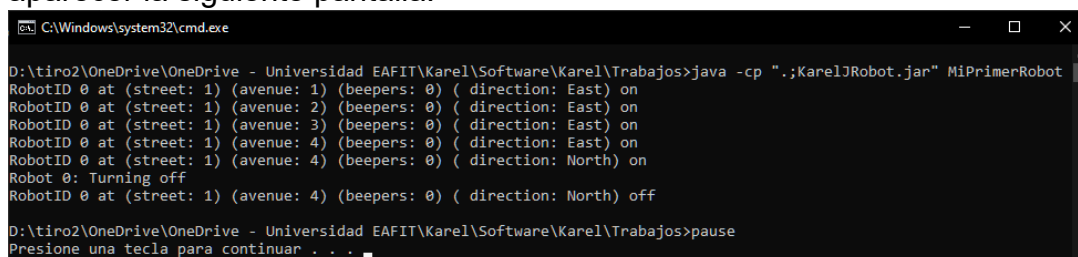 aparecer la siguiente pantalla:
C:\Windows\system32\cmd.exe
D:\tiro2\OneDrive\OneDrive - Universidad EAFIT\Karel\Software\Karel\Trabajos>java -cp ".;KarelJRobot.jar" MiPrimerRobot
RobotID 0 at (street: 1) (avenue: 1) (beepers: 0) ( direction: East) on
RobotID 0 at (street: 1) (avenue: 2) (beepers: 0) ( direction: East) on
RobotID 0 at (street: 1) (avenue: 3) (beepers: 0) ( direction: East) on
RobotID 0 at (street: 1) (avenue: 4) (beepers: 0) ( direction: East) on
RobotID 0 at (street: 1) (avenue: 4) (beepers: 0) ( direction: North) on
Robot 0: Turning off
RobotID 0 at (street: 1) (avenue: 4) (beepers: 0) ( direction: North) off
D:\tiro2\OneDrive\OneDrive - Universidad EAFIT\Karel\Software\Karel\Trabajos>pause
Presione una tecla para continuar . . .